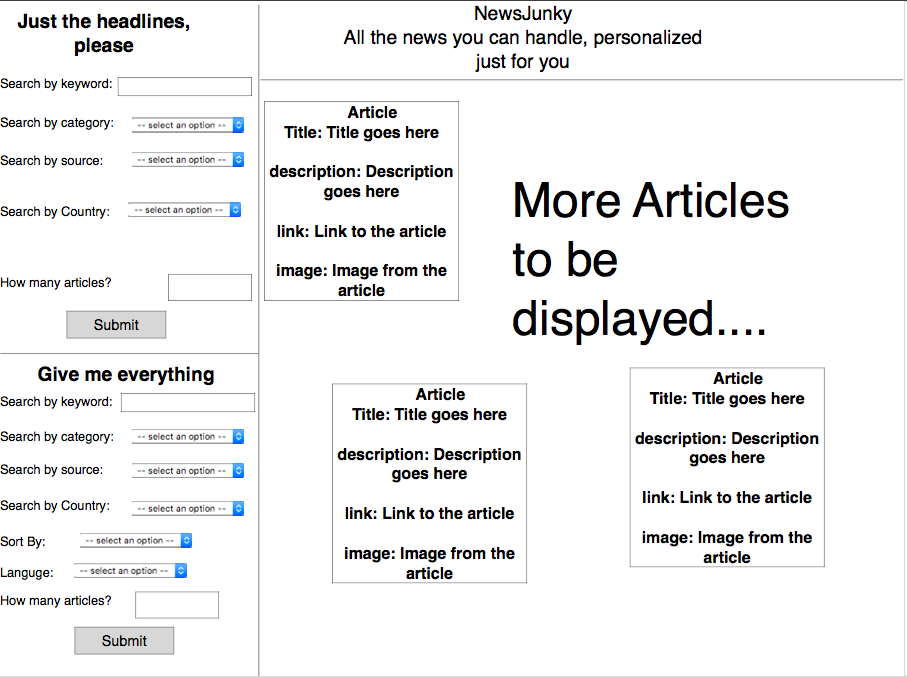 Just the headlines,
please
Search by keyword:
Search by category: -- select an option --
Search by source: -- select an option --
Search by Country: -- select an option --
How many articles?
Submit
Give me everything
Search by keyword:
Search by category: -- select an option --
Search by source: -- select an option --
Search by Country: -- select an option --
Sort By: -- select an option --
Languge: -- select an option --
How many articles?
Submit
NewsJunky
All the news you can handle, personalized
just for you
Article
Title: Title goes here
description: Description
goes here
link: Link to the article
image: Image from the
article
More Articles
to be
displayed....
Article
Title: Title goes here
description: Description
goes here
link: Link to the article
image: Image from the
article
Article
Title: Title goes here
description: Description
goes here
link: Link to the article
image: Image from the
article